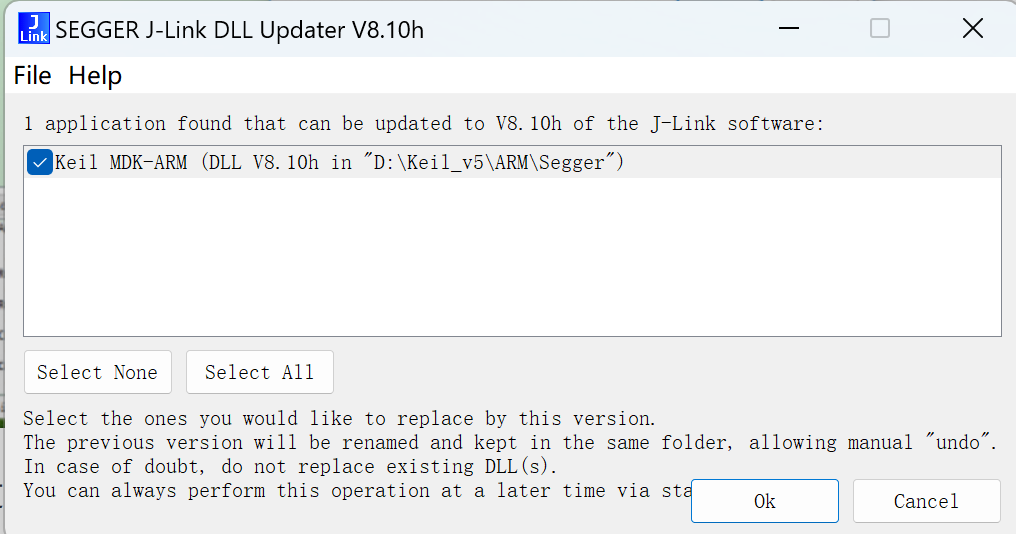 J
Link
SEGGER J-Link DLL Updater V8.10h
File Help
1 application found that can be updated to V8.10h of the J-Link software:
Keil MDK-ARM (DLL V8.10h in "D:\Keil_v5\ARM\Segger")
Select None Select All
Select the ones you would like to replace by this version.
The previous version will be renamed and kept in the same folder, allowing manual "undo".
In case of doubt, do not replace existing DLL(s).
You can always perform this operation at a later time via sta
Ok Cancel